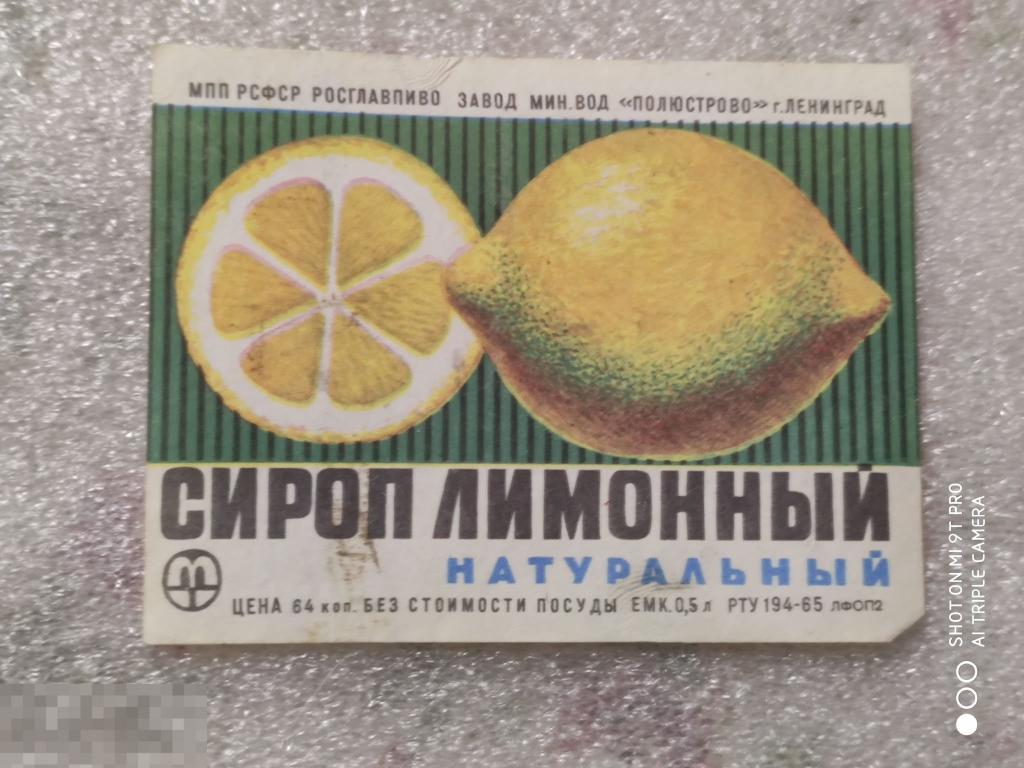 МПП РСФСР РОСГЛАВПИВО ЗАВОД МИН.ВОД «ПОЛЮСТРОВО» г.ЛЕНИНГРАД
СИРОП ЛИМОННЫЙ
НАТУРАЛЬНЫЙ
ЦЕНА 64 коп. БЕЗ СТОИМОСТИ ПОСУДЫ ЕМК.0,5 л РТУ 194-65 ЛФОП2
SHOT ON MI 9T PRO
AI TRIPLE CAMERA